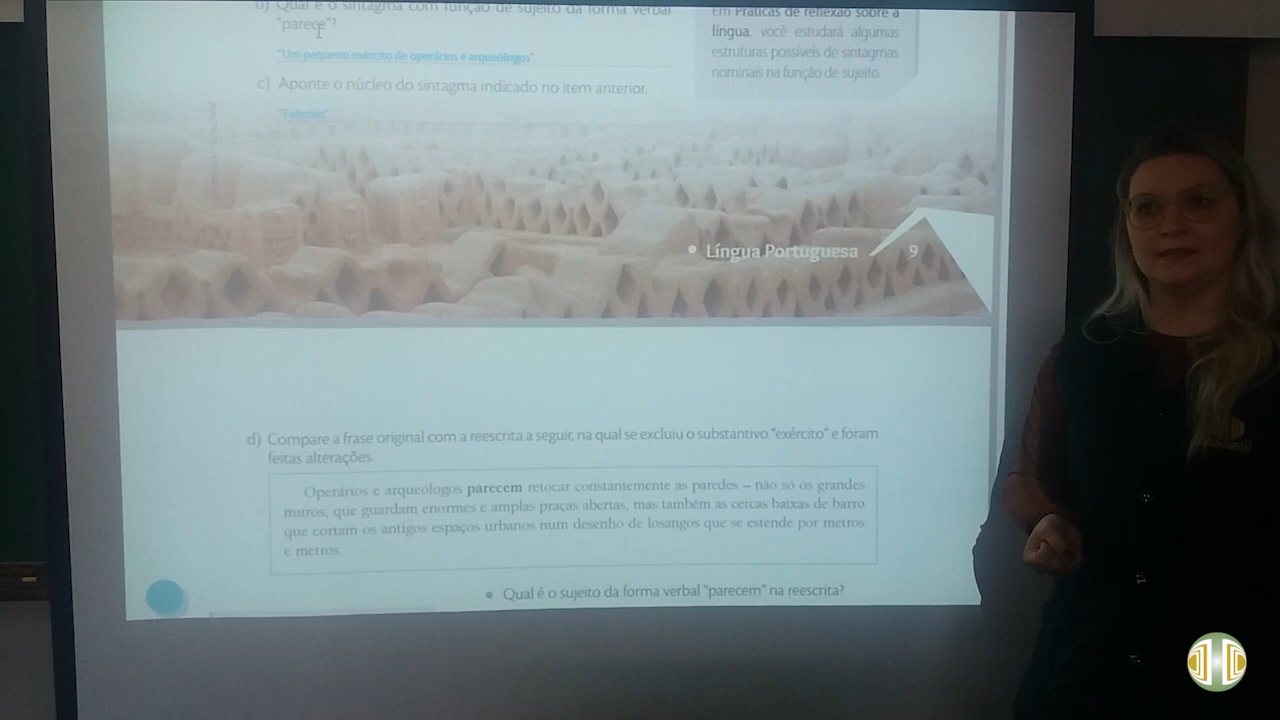 b) Qual é o sintagma com função de sujeito da forma verbal
"parece"?
"Um pequeno exército de operários e arqueólogos".
c) Aponte o núcleo do sintagma indicado no item anterior.
"Exército".
Em Práticas de reflexão sobre a
língua, você estudará algumas
estruturas possíveis de sintagmas
nominais na função de sujeito.
Língua Portuguesa
9
d) Compare a frase original com a reescrita a seguir, na qual se excluiu o substantivo "exército" e foram
feitas alterações.
Operários e arqueólogos parecem retocar constantemente as paredes – não só os grandes
muros, que guardam enormes e amplas praças abertas, mas também as cercas baixas de barro
que cortam os antigos espaços urbanos num desenho de losangos que se estende por metros
e metros.
• Qual é o sujeito da forma verbal "parecem" na reescrita?